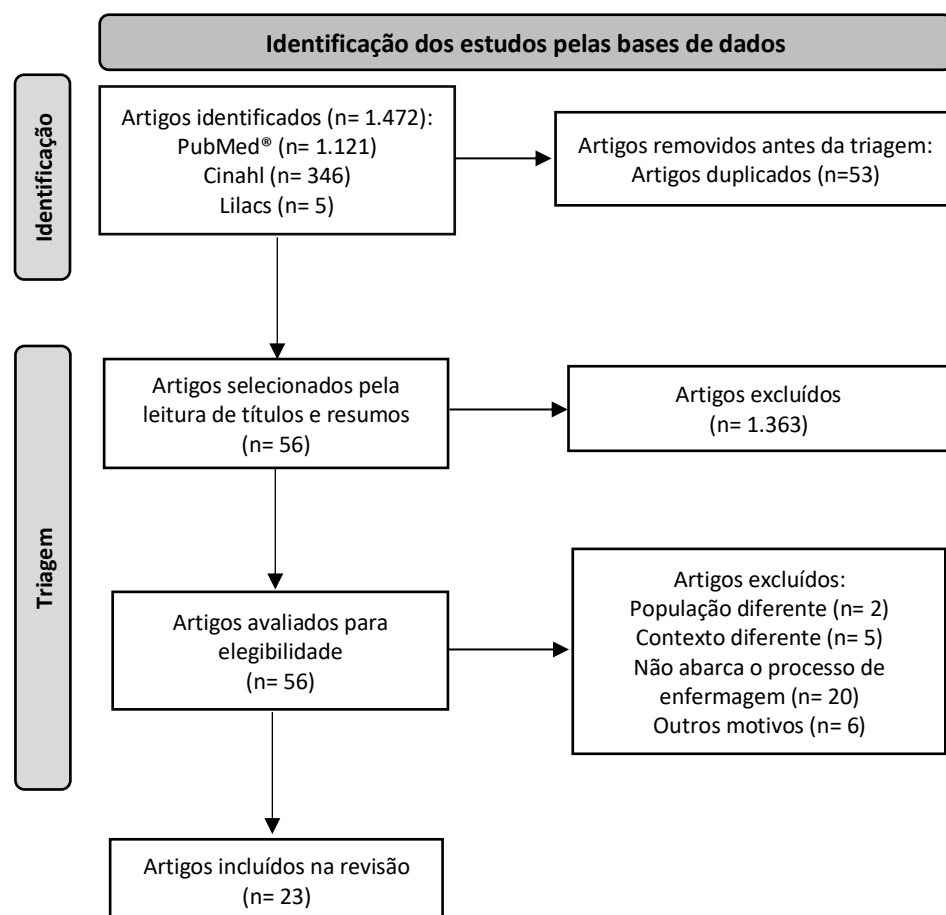 Identificação dos estudos pelas bases de dados
Identificação
Artigos identificados (n= 1.472):
PubMed® (n= 1.121)
Cinahl (n= 346)
Lilacs (n= 5)
Artigos removidos antes da triagem:
Artigos duplicados (n=53)
Triagem
Artigos selecionados pela
leitura de títulos e resumos
(n= 56)
Artigos excluídos
(n= 1.363)
Artigos avaliados para
elegibilidade
(n= 56)
Artigos excluídos:
População diferente (n= 2)
Contexto diferente (n= 5)
Não abarca o processo de
enfermagem (n= 20)
Outros motivos (n= 6)
Artigos incluídos na revisão
(n= 23)